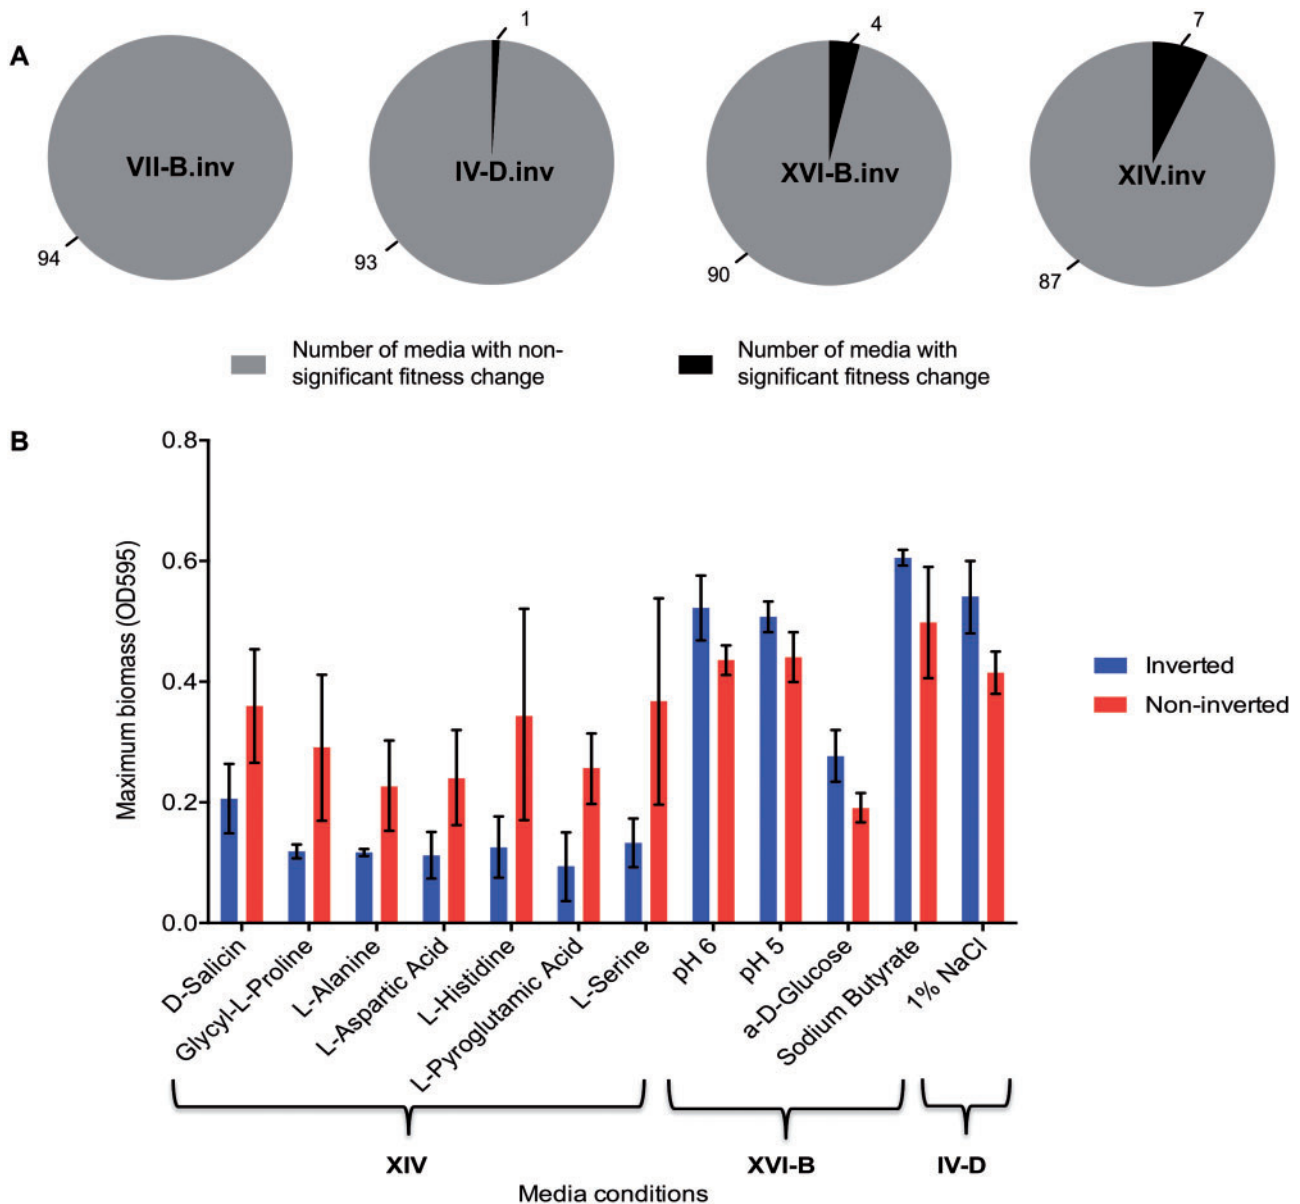 A
1
4
7
VII-B.inv
IV-D.inv
XVI-B.inv
XIV.inv
94
93
90
87
Number of media with non-
significant fitness change
Number of media with
significant fitness change
B
Maximum biomass (OD595)
0.8
0.6
0.4
0.2
0.0
Inverted
Non-inverted
D-Salicin
Glycyl-L-Proline
L-Alanine
L-Aspartic Acid
L-Histidine
L-Pyroglutamic Acid
L-Serine
pH 6
pH 5
a-D-Glucose
Sodium Butyrate
1% NaCl
XIV
XVI-B
IV-D
Media conditions